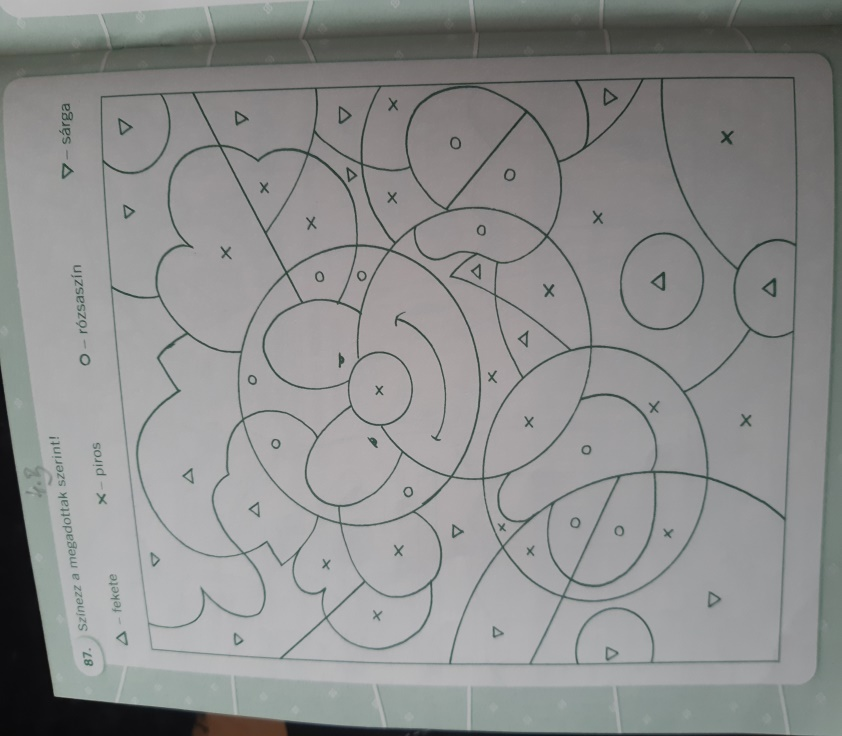 87. Színezz a megadottak szerint!
△ – fekete × – piros ○ – rózsaszín ▽ – sárga